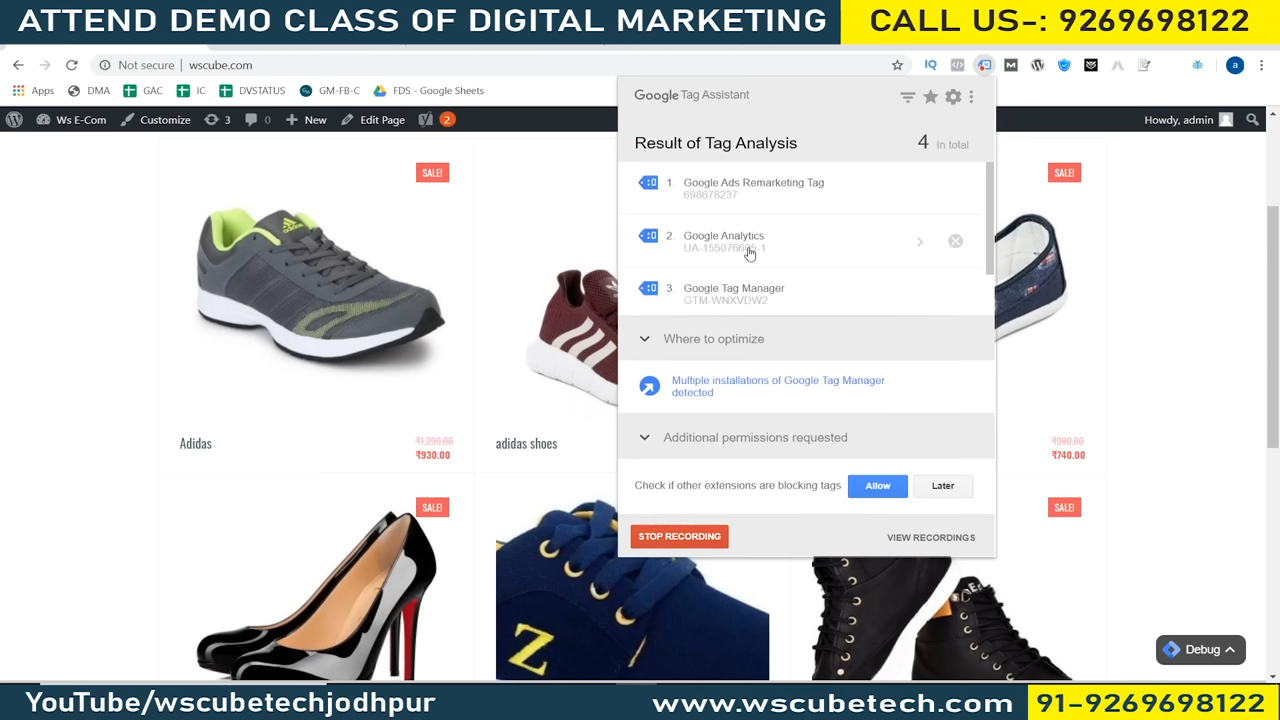 ATTEND DEMO CLASS OF DIGITAL MARKETING
CALL US-: 9269698122
Not secure | wscube.com
IQ
M
a
Apps
DMA
GAC
IC
DVSTATUS
GM-FB-C
FDS - Google Sheets
Ws E-Com
Customize
3
0
New
Edit Page
2
Howdy, admin
Google Tag Assistant
Result of Tag Analysis
4 In total
1. Google Ads Remarketing Tag
698678237
2. Google Analytics
3. Google Tag Manager
GTM-WNXVDW2
Where to optimize
Multiple installations of Google Tag Manager
detected
Additional permissions requested
Check if other extensions are blocking tags
Allow
Later
STOP RECORDING
VIEW RECORDINGS
SALE!
SALE!
Adidas
₹1,290.00
₹930.00
adidas shoes
₹980.00
₹740.00
SALE!
SALE!
Z
Debug
YouTube/wscubetechjodhpur
www.wscubetech.com
91-9269698122